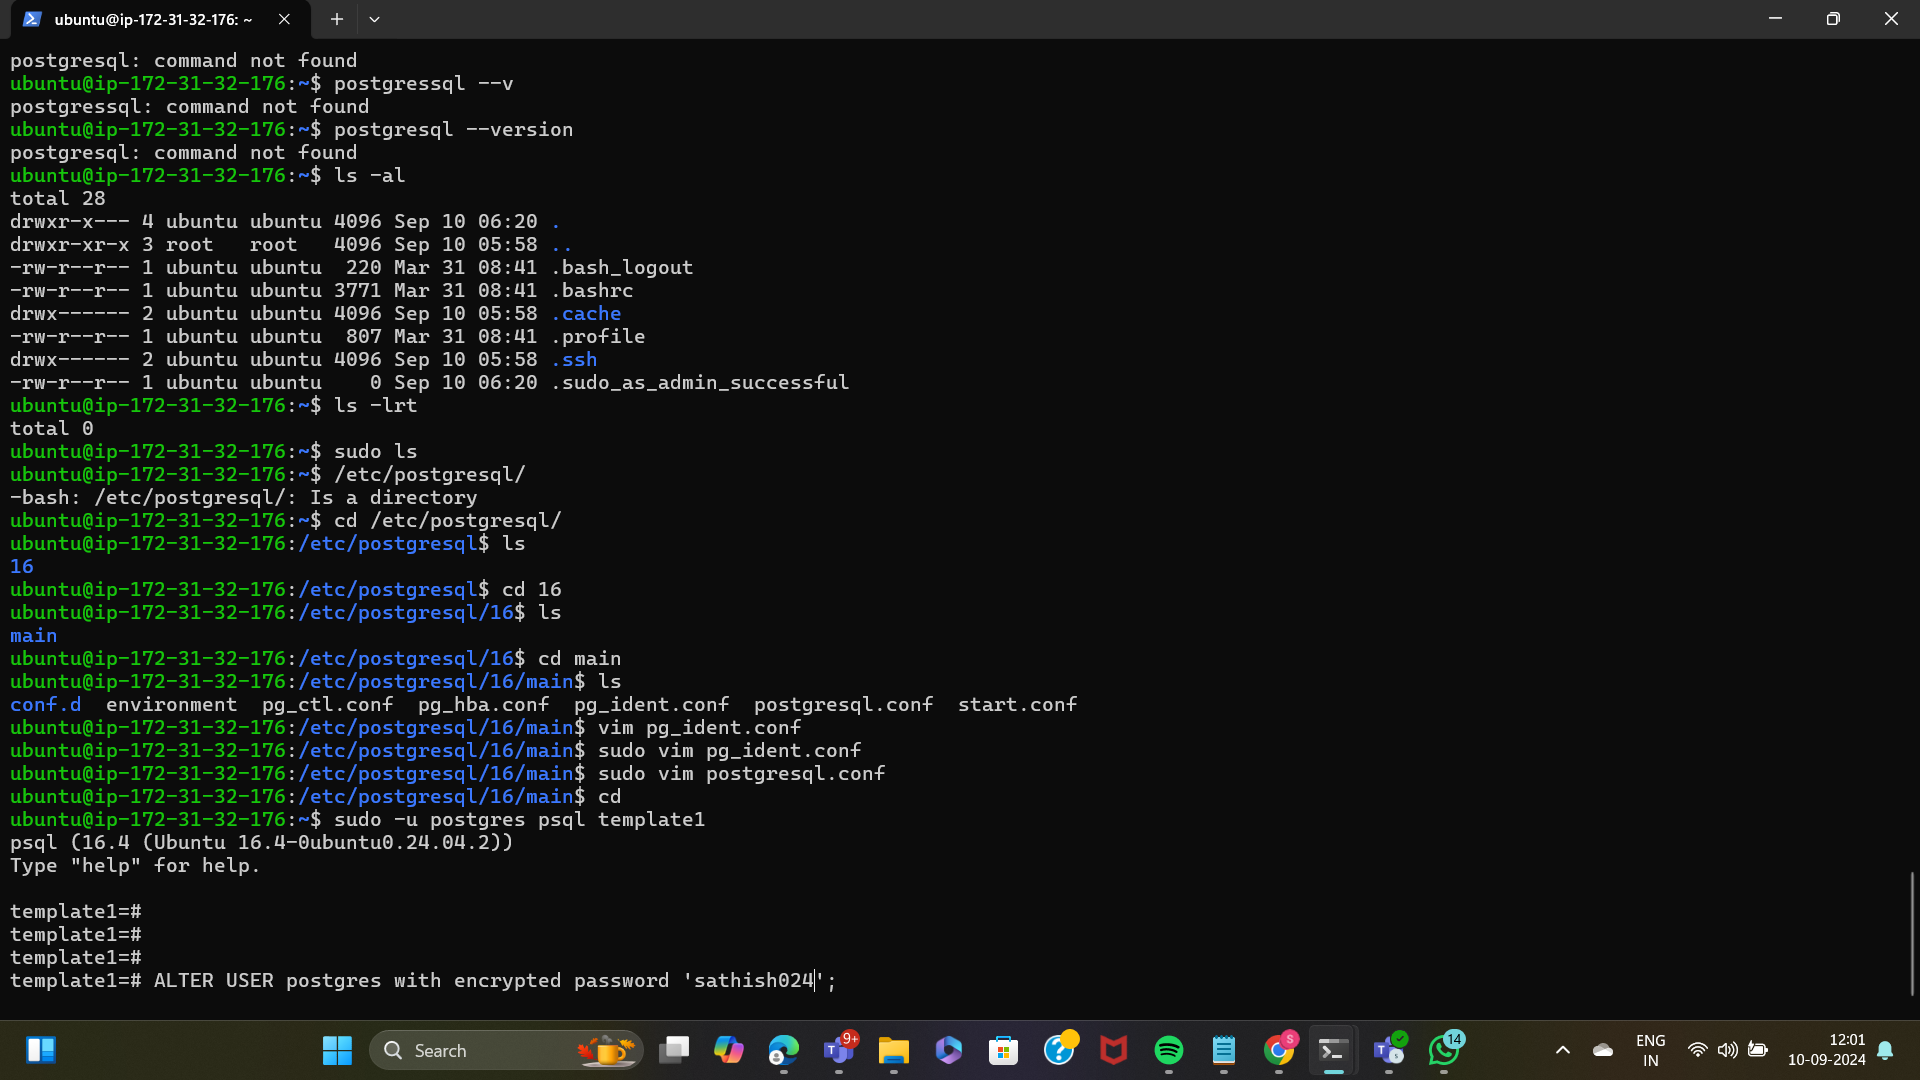 ubuntu@ip-172-31-32-176: ~
postgresql: command not found
ubuntu@ip-172-31-32-176:~$ postgressql --v
postgressql: command not found
ubuntu@ip-172-31-32-176:~$ postgresql --version
postgresql: command not found
ubuntu@ip-172-31-32-176:~$ ls -al
total 28
drwxr-x--- 4 ubuntu ubuntu 4096 Sep 10 06:20 .
drwxr-xr-x 3 root   root   4096 Sep 10 05:58 ..
-rw-r--r-- 1 ubuntu ubuntu  220 Mar 31 08:41 .bash_logout
-rw-r--r-- 1 ubuntu ubuntu 3771 Mar 31 08:41 .bashrc
drwx------ 2 ubuntu ubuntu 4096 Sep 10 05:58 .cache
-rw-r--r-- 1 ubuntu ubuntu  807 Mar 31 08:41 .profile
drwx------ 2 ubuntu ubuntu 4096 Sep 10 05:58 .ssh
-rw-r--r-- 1 ubuntu ubuntu    0 Sep 10 06:20 .sudo_as_admin_successful
ubuntu@ip-172-31-32-176:~$ ls -lrt
total 0
ubuntu@ip-172-31-32-176:~$ sudo ls
ubuntu@ip-172-31-32-176:~$ /etc/postgresql/
-bash: /etc/postgresql/: Is a directory
ubuntu@ip-172-31-32-176:~$ cd /etc/postgresql/
ubuntu@ip-172-31-32-176:/etc/postgresql$ ls
16
ubuntu@ip-172-31-32-176:/etc/postgresql$ cd 16
ubuntu@ip-172-31-32-176:/etc/postgresql/16$ ls
main
ubuntu@ip-172-31-32-176:/etc/postgresql/16$ cd main
ubuntu@ip-172-31-32-176:/etc/postgresql/16/main$ ls
conf.d  environment  pg_ctl.conf  pg_hba.conf  pg_ident.conf  postgresql.conf  start.conf
ubuntu@ip-172-31-32-176:/etc/postgresql/16/main$ vim pg_ident.conf
ubuntu@ip-172-31-32-176:/etc/postgresql/16/main$ sudo vim pg_ident.conf
ubuntu@ip-172-31-32-176:/etc/postgresql/16/main$ sudo vim postgresql.conf
ubuntu@ip-172-31-32-176:/etc/postgresql/16/main$ cd
ubuntu@ip-172-31-32-176:~$ sudo -u postgres psql template1
psql (16.4 (Ubuntu 16.4-0ubuntu0.24.04.2))
Type "help" for help.
template1=#
template1=#
template1=#
template1=# ALTER USER postgres with encrypted password 'sathish024';
Search
9+
S
14
ENG
IN
12:01
10-09-2024